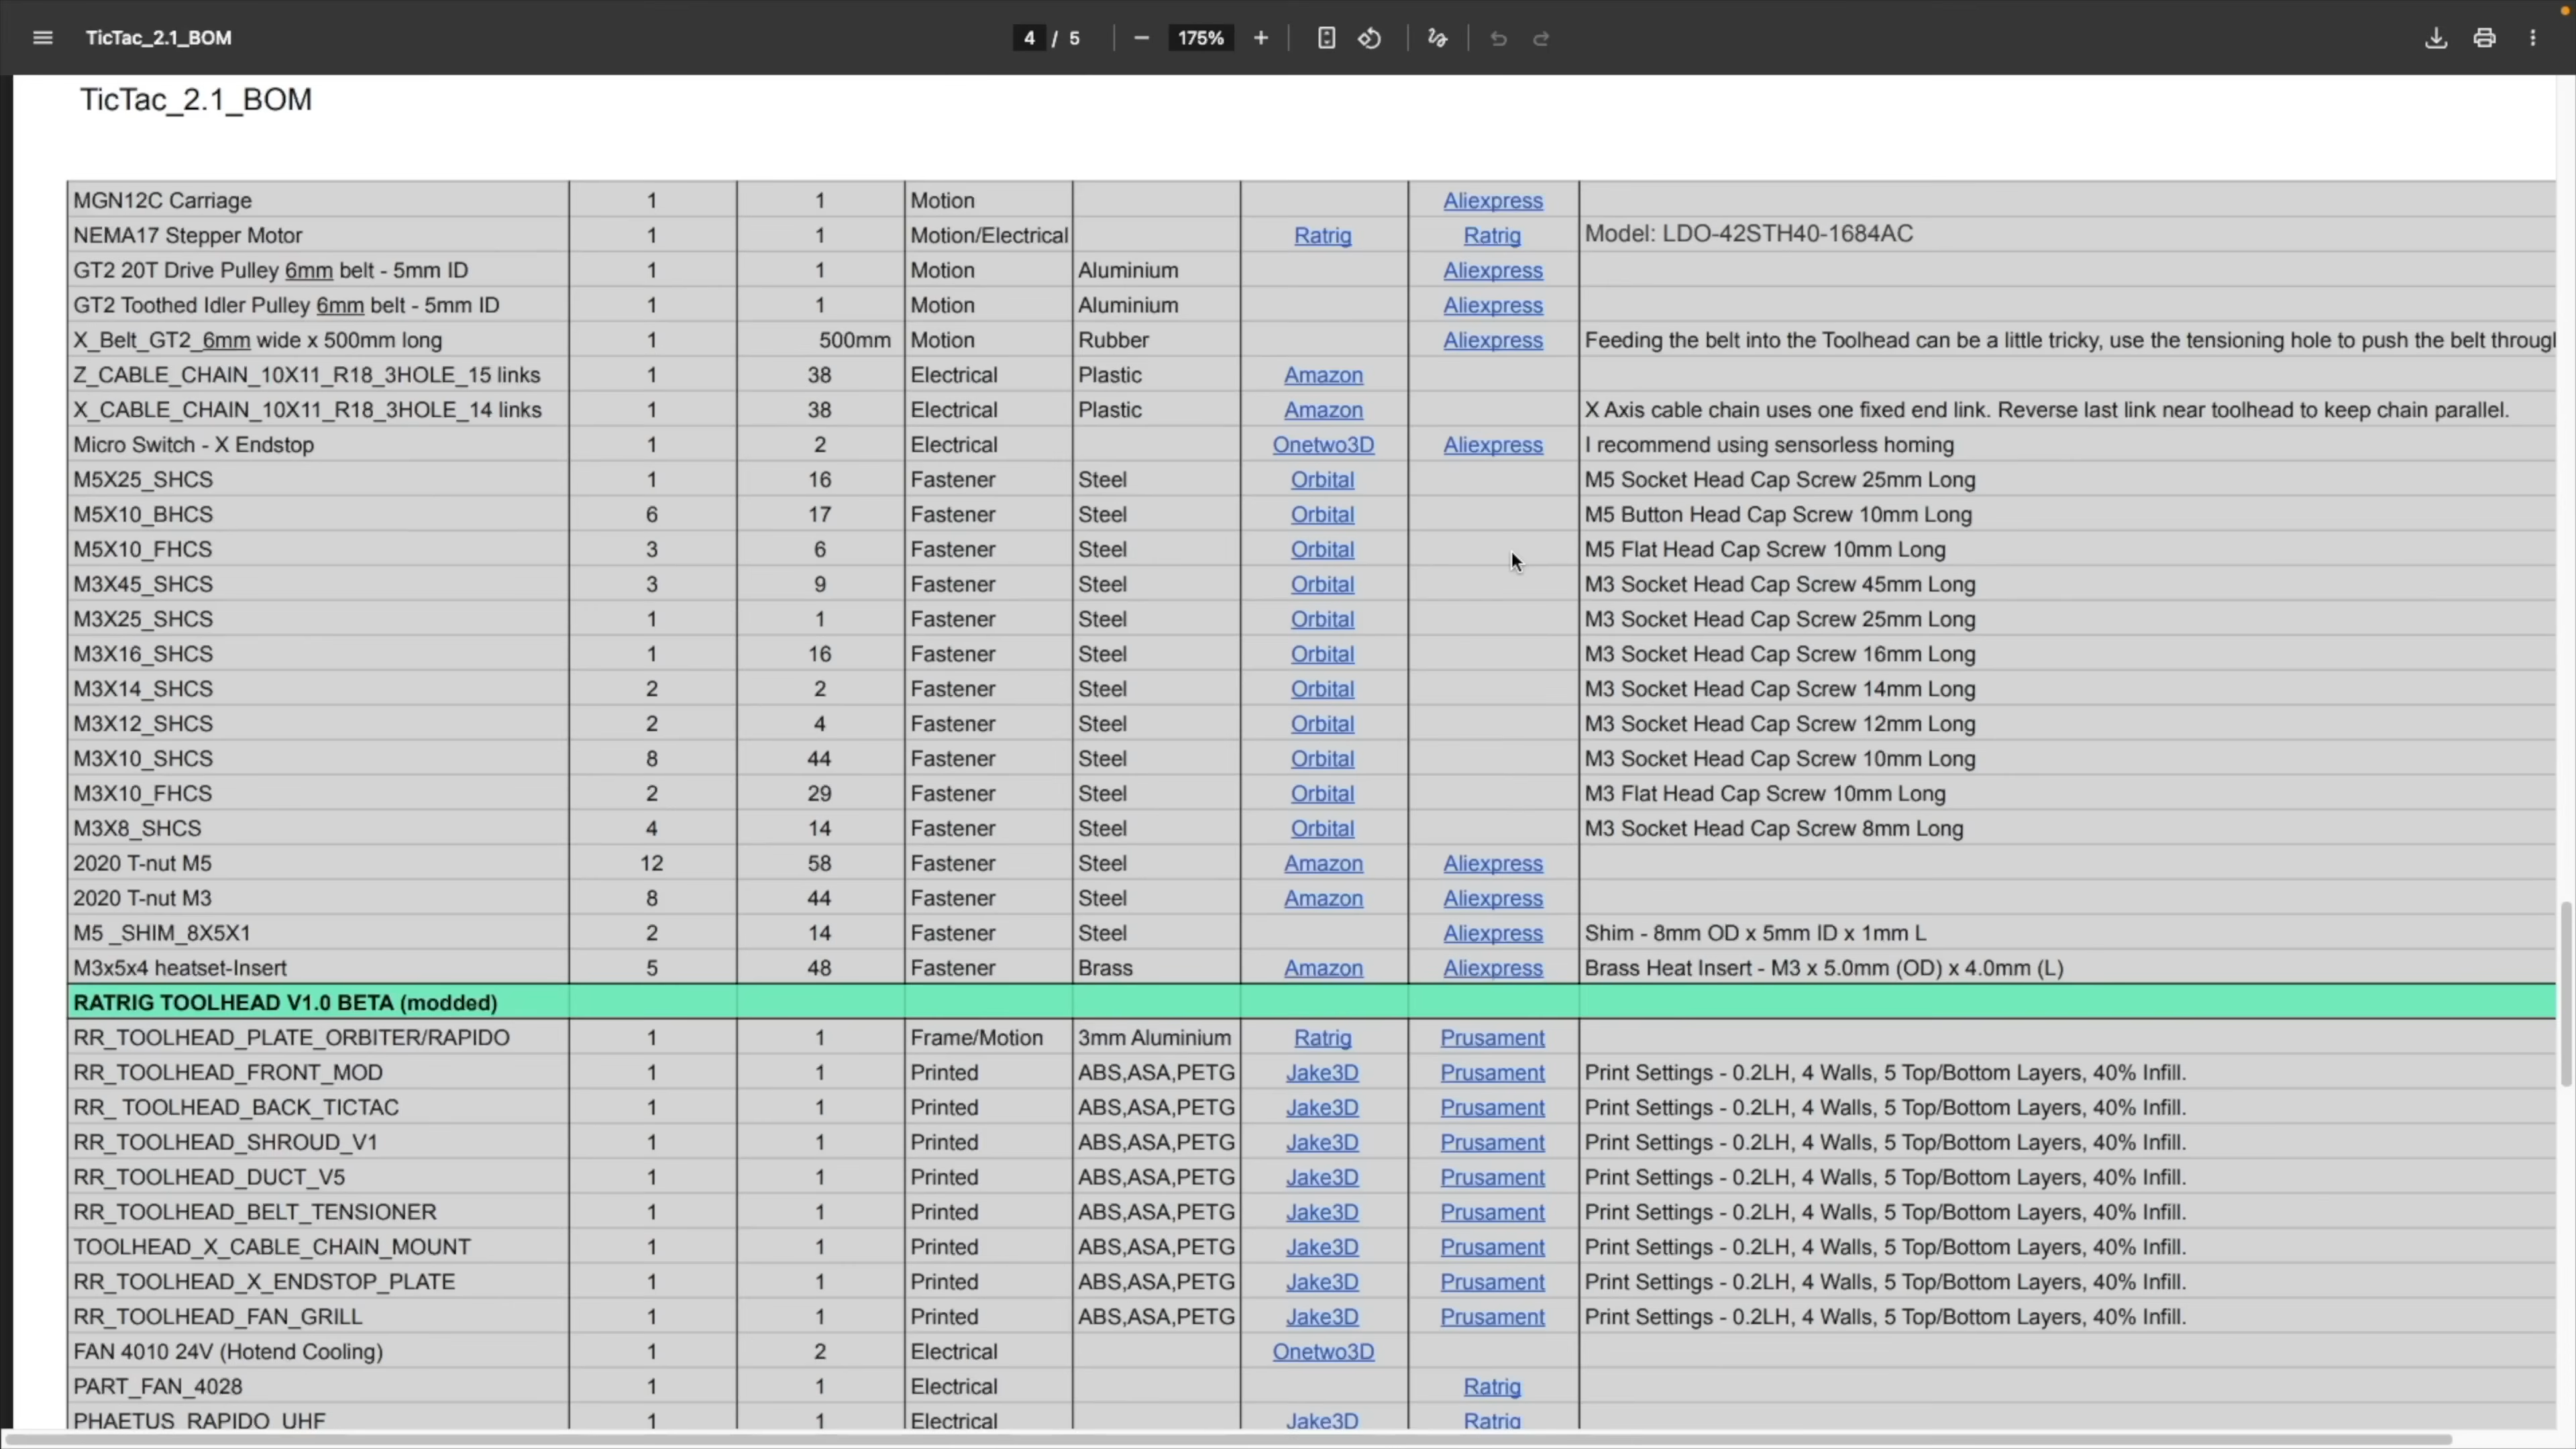 TicTac_2.1_BOM 4 / 5 175%
TicTac_2.1_BOM
MGN12C Carriage 1 1 Motion Aliexpress
NEMA17 Stepper Motor 1 1 Motion/Electrical Ratrig Ratrig Model: LDO-42STH40-1684AC
GT2 20T Drive Pulley 6mm belt - 5mm ID 1 1 Motion Aluminium Aliexpress
GT2 Toothed Idler Pulley 6mm belt - 5mm ID 1 1 Motion Aluminium Aliexpress
X_Belt_GT2_6mm wide x 500mm long 1 500mm Motion Rubber Aliexpress Feeding the belt into the Toolhead can be a little tricky, use the tensioning hole to push the belt through
Z_CABLE_CHAIN_10X11_R18_3HOLE_15 links 1 38 Electrical Plastic Amazon
X_CABLE_CHAIN_10X11_R18_3HOLE_14 links 1 38 Electrical Plastic Amazon X Axis cable chain uses one fixed end link. Reverse last link near toolhead to keep chain parallel.
Micro Switch - X Endstop 1 2 Electrical Onetwo3D Aliexpress I recommend using sensorless homing
M5X25_SHCS 1 16 Fastener Steel Orbital M5 Socket Head Cap Screw 25mm Long
M5X10_BHCS 6 17 Fastener Steel Orbital M5 Button Head Cap Screw 10mm Long
M5X10_FHCS 3 6 Fastener Steel Orbital M5 Flat Head Cap Screw 10mm Long
M3X45_SHCS 3 9 Fastener Steel Orbital M3 Socket Head Cap Screw 45mm Long
M3X25_SHCS 1 1 Fastener Steel Orbital M3 Socket Head Cap Screw 25mm Long
M3X16_SHCS 1 16 Fastener Steel Orbital M3 Socket Head Cap Screw 16mm Long
M3X14_SHCS 2 2 Fastener Steel Orbital M3 Socket Head Cap Screw 14mm Long
M3X12_SHCS 2 4 Fastener Steel Orbital M3 Socket Head Cap Screw 12mm Long
M3X10_SHCS 8 44 Fastener Steel Orbital M3 Socket Head Cap Screw 10mm Long
M3X10_FHCS 2 29 Fastener Steel Orbital M3 Flat Head Cap Screw 10mm Long
M3X8_SHCS 4 14 Fastener Steel Orbital M3 Socket Head Cap Screw 8mm Long
2020 T-nut M5 12 58 Fastener Steel Amazon Aliexpress
2020 T-nut M3 8 44 Fastener Steel Amazon Aliexpress
M5 _SHIM_8X5X1 2 14 Fastener Steel Aliexpress Shim - 8mm OD x 5mm ID x 1mm L
M3x5x4 heatset-Insert 5 48 Fastener Brass Amazon Aliexpress Brass Heat Insert - M3 x 5.0mm (OD) x 4.0mm (L)
RATRIG TOOLHEAD V1.0 BETA (modded)
RR_TOOLHEAD_PLATE_ORBITER/RAPIDO 1 1 Frame/Motion 3mm Aluminium Ratrig Prusament
RR_TOOLHEAD_FRONT_MOD 1 1 Printed ABS,ASA,PETG Jake3D Prusament Print Settings - 0.2LH, 4 Walls, 5 Top/Bottom Layers, 40% Infill.
RR_ TOOLHEAD_BACK_TICTAC 1 1 Printed ABS,ASA,PETG Jake3D Prusament Print Settings - 0.2LH, 4 Walls, 5 Top/Bottom Layers, 40% Infill.
RR_TOOLHEAD_SHROUD_V1 1 1 Printed ABS,ASA,PETG Jake3D Prusament Print Settings - 0.2LH, 4 Walls, 5 Top/Bottom Layers, 40% Infill.
RR_TOOLHEAD_DUCT_V5 1 1 Printed ABS,ASA,PETG Jake3D Prusament Print Settings - 0.2LH, 4 Walls, 5 Top/Bottom Layers, 40% Infill.
RR_TOOLHEAD_BELT_TENSIONER 1 1 Printed ABS,ASA,PETG Jake3D Prusament Print Settings - 0.2LH, 4 Walls, 5 Top/Bottom Layers, 40% Infill.
TOOLHEAD_X_CABLE_CHAIN_MOUNT 1 1 Printed ABS,ASA,PETG Jake3D Prusament Print Settings - 0.2LH, 4 Walls, 5 Top/Bottom Layers, 40% Infill.
RR_TOOLHEAD_X_ENDSTOP_PLATE 1 1 Printed ABS,ASA,PETG Jake3D Prusament Print Settings - 0.2LH, 4 Walls, 5 Top/Bottom Layers, 40% Infill.
RR_TOOLHEAD_FAN_GRILL 1 1 Printed ABS,ASA,PETG Jake3D Prusament Print Settings - 0.2LH, 4 Walls, 5 Top/Bottom Layers, 40% Infill.
FAN 4010 24V (Hotend Cooling) 1 2 Electrical Onetwo3D
PART_FAN_4028 1 1 Electrical Ratrig
PHAETUS_RAPIDO_UHF 1 1 Electrical Jake3D Ratrig